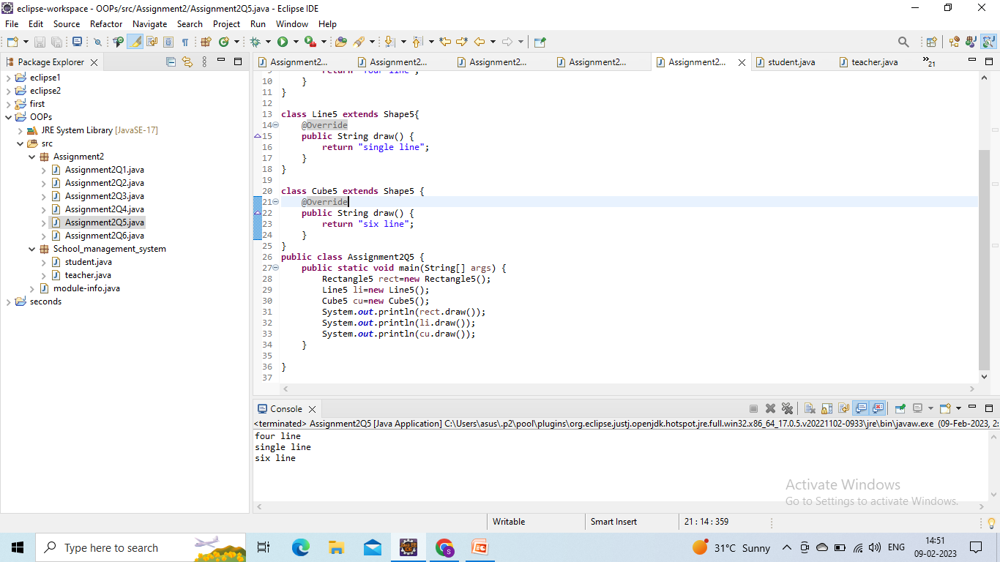 eclipse-workspace - OOPs/src/Assignment2/Assignment2Q5.java - Eclipse IDE
File Edit Source Refactor Navigate Search Project Run Window Help
Package Explorer
Assignment2... Assignment2... Assignment2... Assignment2... Assignment2... student.java teacher.java »21
eclipse1
eclipse2
first
OOPs
JRE System Library [JavaSE-17]
src
Assignment2
Assignment2Q1.java
Assignment2Q2.java
Assignment2Q3.java
Assignment2Q4.java
Assignment2Q5.java
Assignment2Q6.java
School_management_system
student.java
teacher.java
module-info.java
seconds
9 return "four line";
10 }
11 }
12
13 class Line5 extends Shape5{
14 @Override
15 public String draw() {
16 return "single line";
17 }
18 }
19
20 class Cube5 extends Shape5 {
21 @Override
22 public String draw() {
23 return "six line";
24 }
25 }
26 public class Assignment2Q5 {
27 public static void main(String[] args) {
28 Rectangle5 rect=new Rectangle5();
29 Line5 li=new Line5();
30 Cube5 cu=new Cube5();
31 System.out.println(rect.draw());
32 System.out.println(li.draw());
33 System.out.println(cu.draw());
34 }
35
36 }
37
Console
<terminated> Assignment2Q5 [Java Application] C:\Users\asus\.p2\pool\plugins\org.eclipse.justj.openjdk.hotspot.jre.full.win32.x86_64_17.0.5.v20221102-0933\jre\bin\javaw.exe (09-Feb-2023, 2:
four line
single line
six line
Activate Windows
Go to Settings to activate Windows.
Writable Smart Insert 21 : 14 : 359
Type here to search
31°C Sunny ENG 14:51
09-02-2023